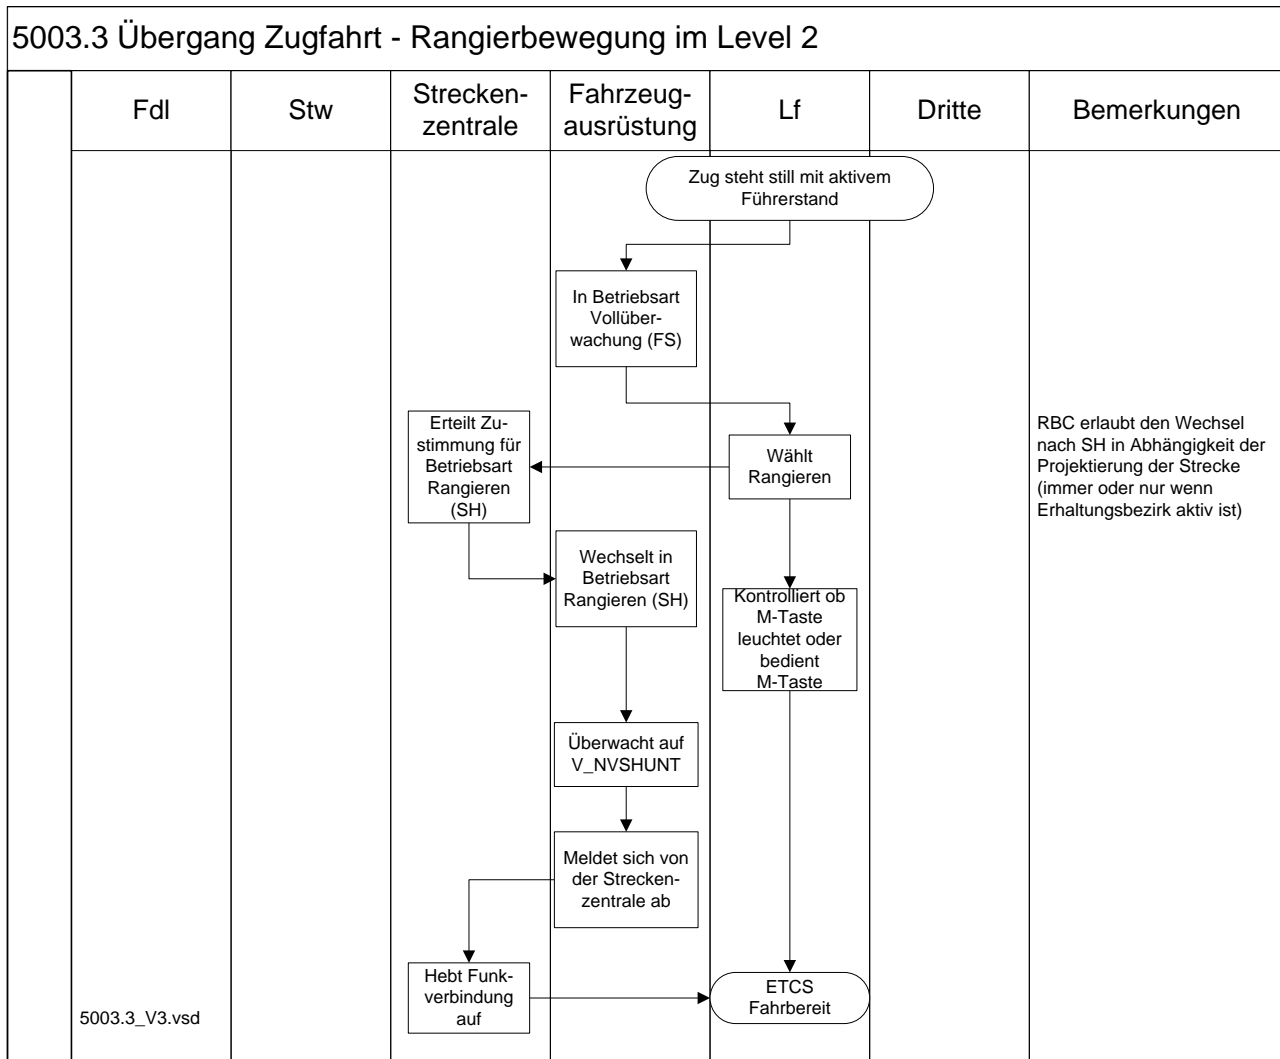 5003.3 Übergang Zugfahrt - Rangierbewegung im Level 2
Fdl
Stw
Strecken-
zentrale
Fahrzeug-
ausrüstung
Lf
Dritte
Bemerkungen
Zug steht still mit aktivem
Führerstand
In Betriebsart
Vollüber-
wachung (FS)
Erteilt Zu-
stimmung für
Betriebsart
Rangieren
(SH)
Wählt
Rangieren
RBC erlaubt den Wechsel
nach SH in Abhängigkeit der
Projektierung der Strecke
(immer oder nur wenn
Erhaltungsbezirk aktiv ist)
Wechselt in
Betriebsart
Rangieren (SH)
Kontrolliert ob
M-Taste
leuchtet oder
bedient
M-Taste
Überwacht auf
V_NVSHUNT
Meldet sich von
der Strecken-
zentrale ab
Hebt Funk-
verbindung
auf
ETCS
Fahrbereit
5003.3_V3.vsd